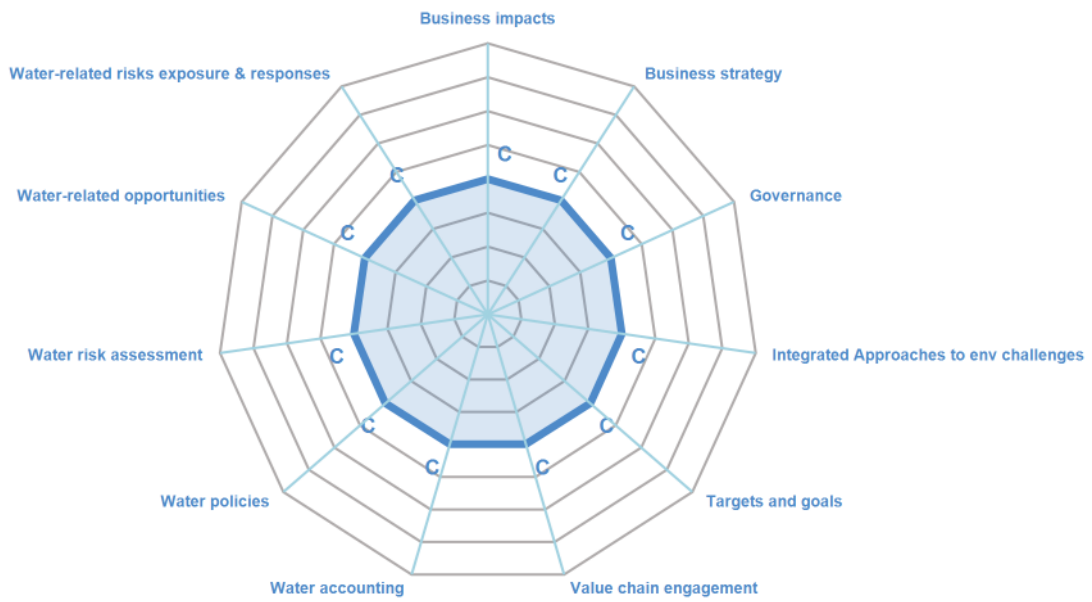 Business impacts
Water-related risks exposure & responses
Business strategy
C
C
C
Water-related opportunities
Governance
C
C
Water risk assessment
Integrated Approaches to env challenges
C
C
C
C
C
C
Water policies
Targets and goals
Water accounting
Value chain engagement